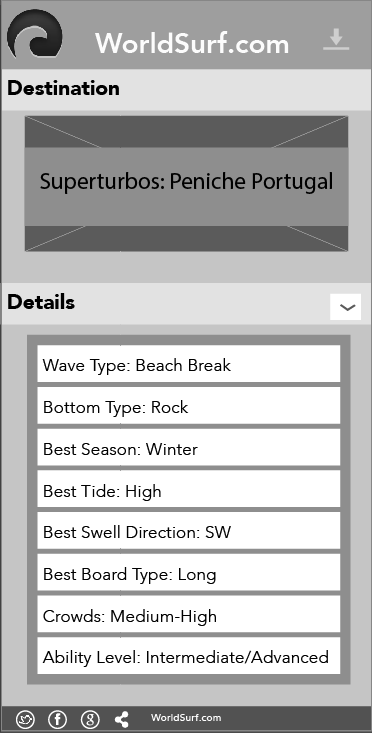 WorldSurf.com
Destination
Superturbos: Peniche Portugal
Details
Wave Type: Beach Break
Bottom Type: Rock
Best Season: Winter
Best Tide: High
Best Swell Direction: SW
Best Board Type: Long
Crowds: Medium-High
Ability Level: Intermediate/Advanced
WorldSurf.com